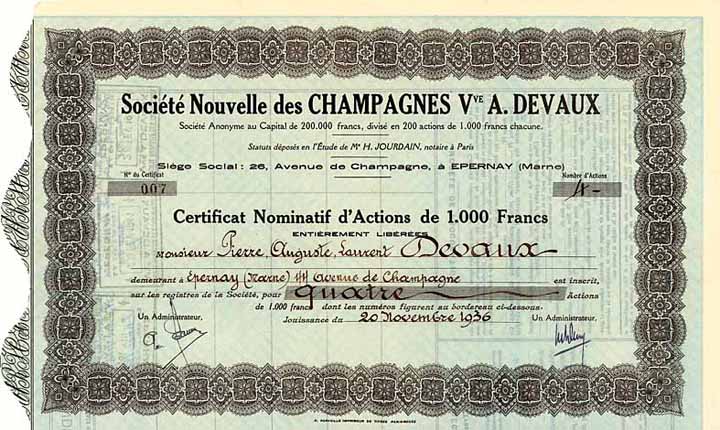 Société Nouvelle des CHAMPAGNES Vve A. DEVAUX
Société Anonyme au Capital de 200.000 francs, divisé en 200 actions de 1.000 francs chacune.
Statuts déposés en l'Étude de Me H. JOURDAIN, notaire à Paris
Siège Social : 26, Avenue de Champagne, à EPERNAY (Marne)
No du Certificat
007
Nombre d'Actions
4-
Certificat Nominatif d'Actions de 1.000 Francs
ENTIÈREMENT LIBÉRÉES
Monsieur Pierre, Auguste, Laurent Devaux
demeurant à Epernay (Marne) Avenue de Champagne est inscrit,
sur les registres de la Société, pour quatre Actions
de 1.000 francs dont les numéros figurent au bordereau ci-dessous.
Jouissance du 20 Novembre 1936
Un Administrateur,
Un Administrateur,